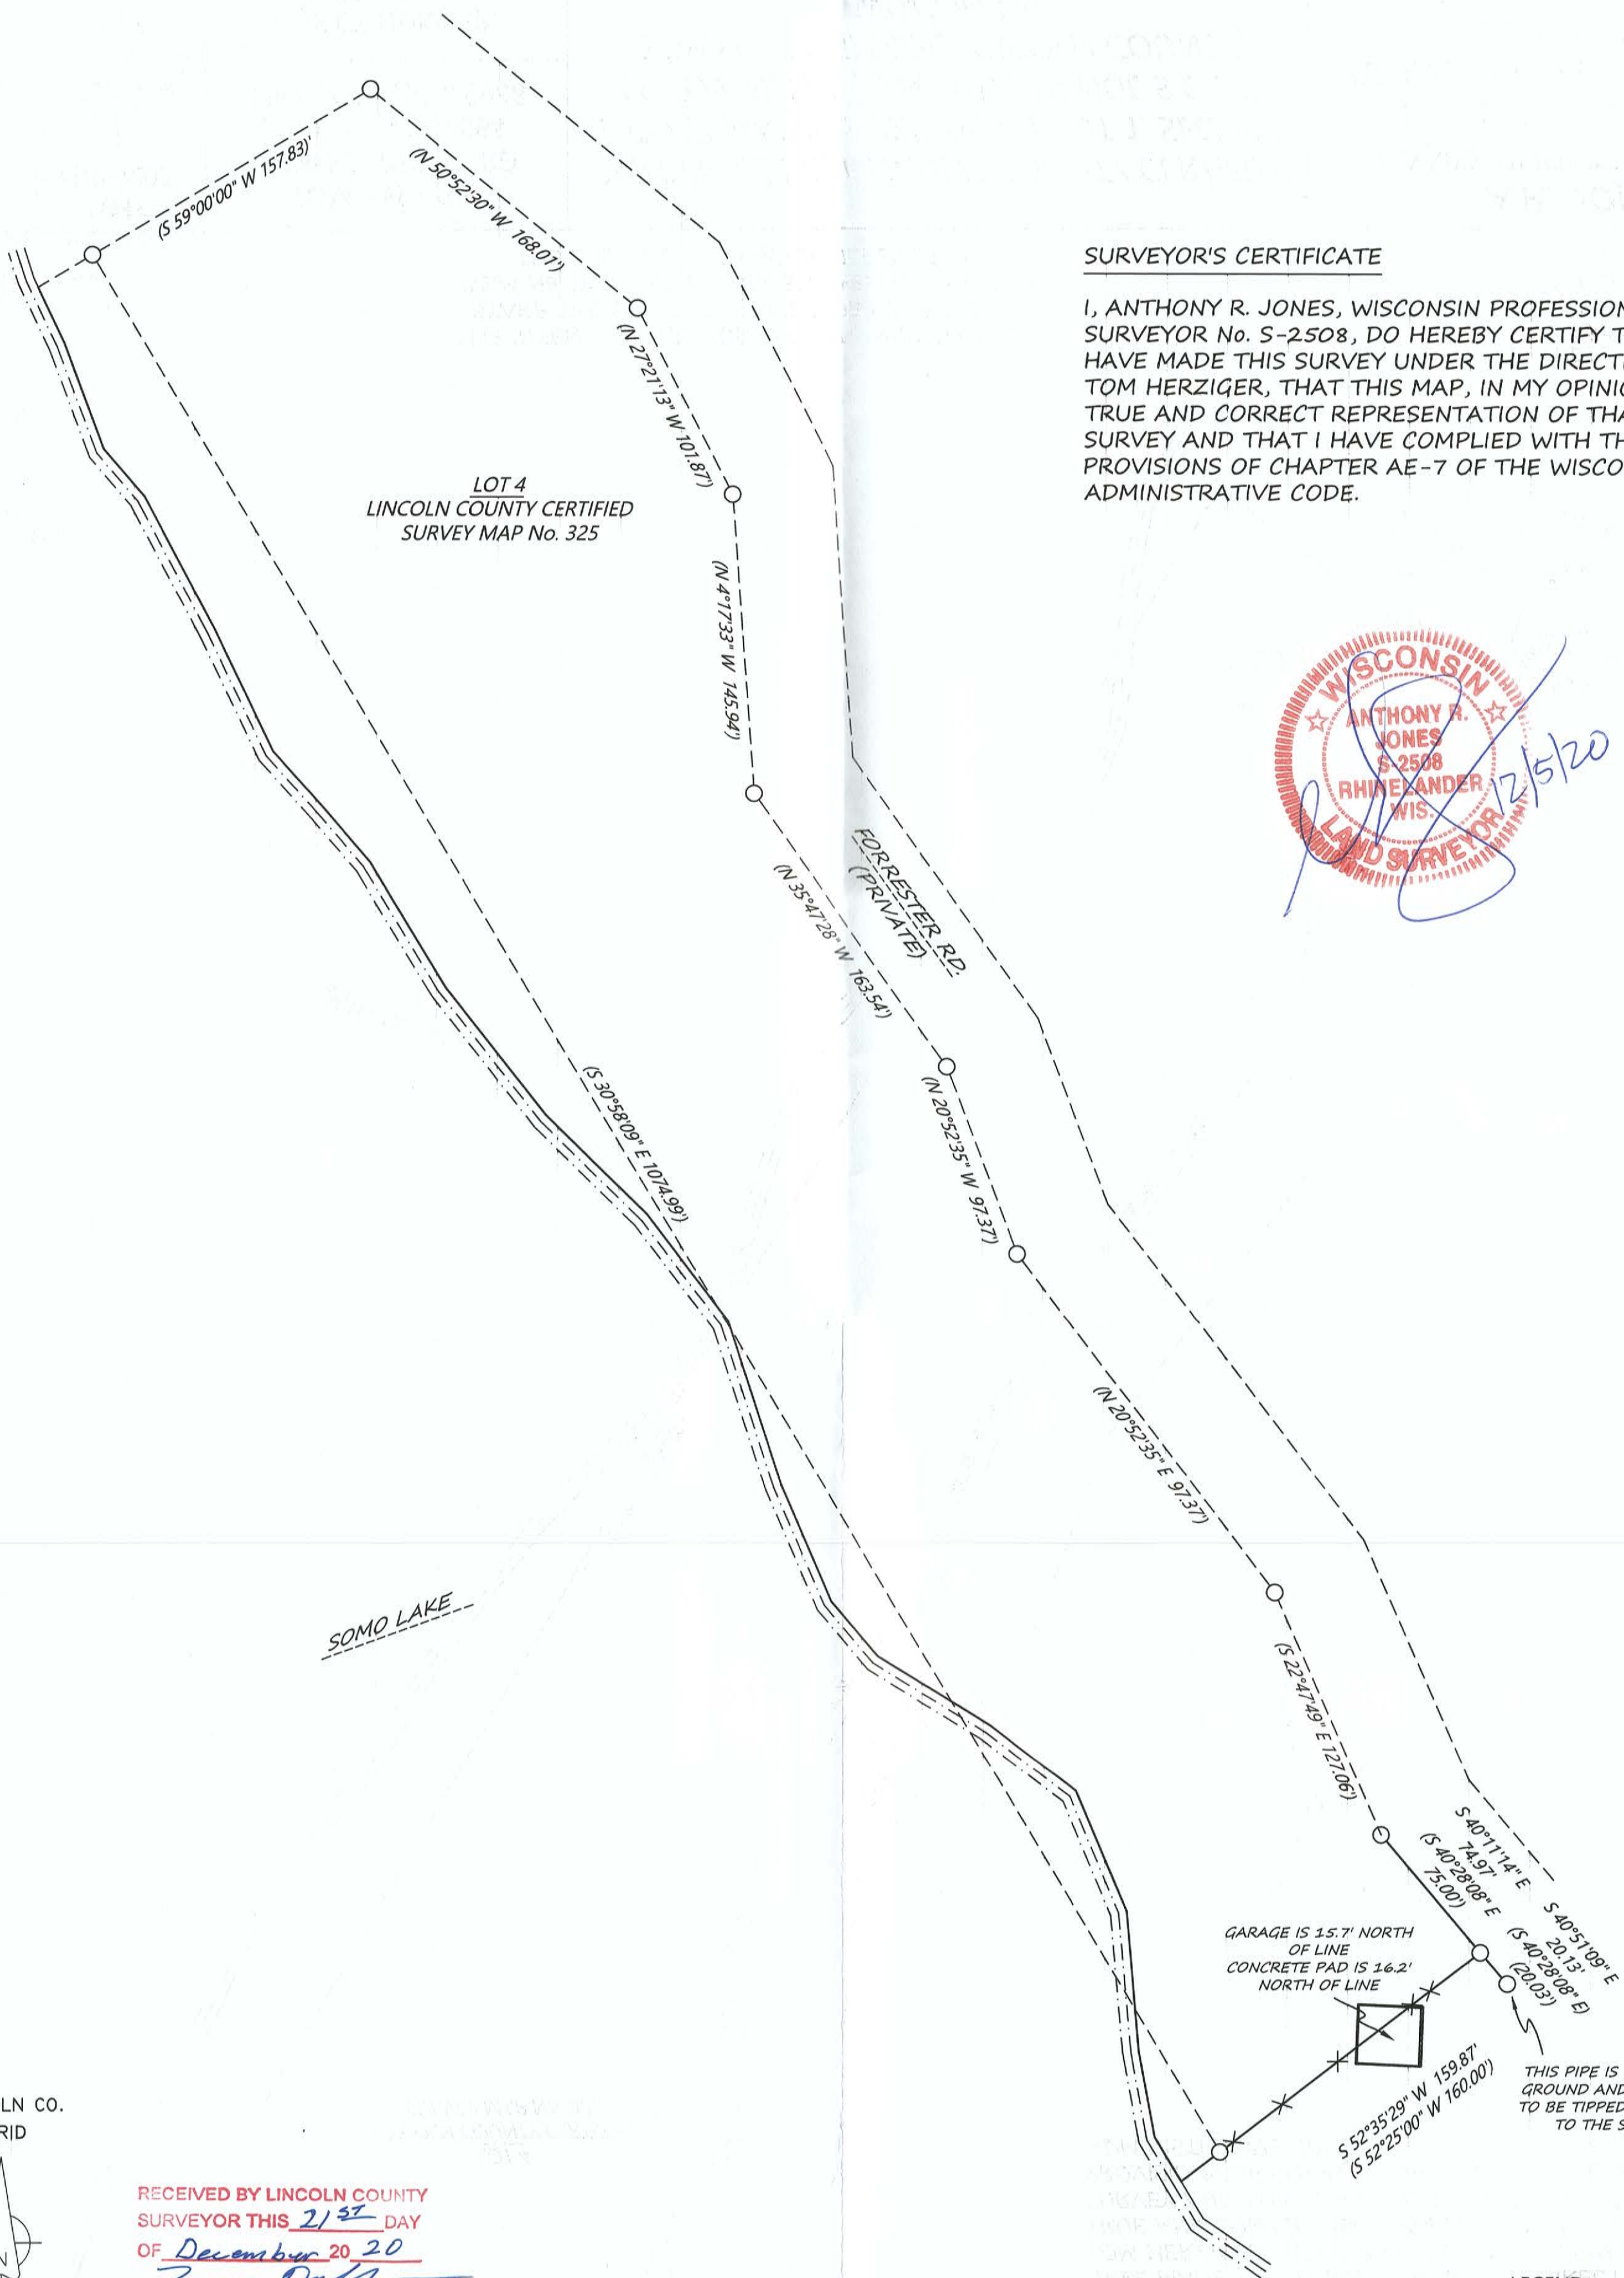 (S 59°00'00" W 157.83)'
(N 50°52'30" W 168.01')
(N 27°21'13" W 101.87')
SURVEYOR'S CERTIFICATE
I, ANTHONY R. JONES, WISCONSIN
SURVEYOR No. S-2508, DO HEREBY CERTIFY
HAVE MADE THIS SURVEY UNDER THE
TOM HERZIGER, THAT THIS MAP, IN MY
TRUE AND CORRECT REPRESENTATION OF
SURVEY AND THAT I HAVE COMPLIED WITH
PROVISIONS OF CHAPTER AE-7 OF THE
ADMINISTRATIVE CODE.
LOT 4
LINCOLN COUNTY CERTIFIED
SURVEY MAP No. 325
(N 4°17'33" W 145.94')
WISCONSIN
ANTHONY R.
JONES
S-2508
RHINELANDER
WIS.
LAND SURVEYOR
12/5/20
FORRESTER RD.
(PRIVATE)
(N 35°47'28" W 163.54')
(S 30°58'09" E 1074.99')
(N 20°52'35" W 97.37')
(N 20°52'35" E 97.37')
SOMO LAKE
(S 22°47'49" E 127.06')
S 40°11'14" E
74.97'
(S 40°28'08" E
75.00')
S 40°51'09" E
20.13'
(S 40°28'08" E)
(20.03')
GARAGE IS 15.7' NORTH
OF LINE
CONCRETE PAD IS 16.2'
NORTH OF LINE
S 52°35'29" W 159.87'
(S 52°25'00" W 160.00')
THIS PIPE IS
GROUND AND
TO BE TIPPED
TO THE S
LN CO.
RID
RECEIVED BY LINCOLN COUNTY
SURVEYOR THIS 21ST DAY
OF December 20 20